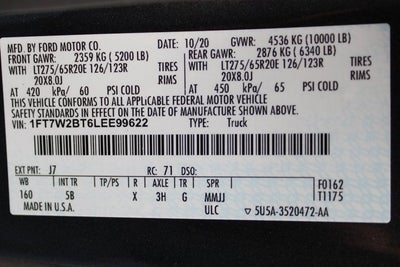 MFD. BY FORD MOTOR CO. 10/20 GVWR: 4536 KG (10000 LB)
FRONT GAWR: 2359 KG (5200 LB) REAR GAWR: 2876 KG (6340 LB)
WITH LT275/65R20E 126/123R TIRES WITH LT275/65R20E 126/123R TIRES
20X8.0J RIMS 20X8.0J RIMS
AT 420 kPa/ 60 PSI COLD AT 450 kPa/ 65 PSI COLD
THIS VEHICLE CONFORMS TO ALL APPLICABLE FEDERAL MOTOR VEHICLE
SAFETY STANDARDS IN EFFECT ON THE DATE OF MANUFACTURE SHOWN ABOVE.
VIN: 1FT7W2BT6LEE99622 TYPE: Truck
EXT PNT: J7 RC: 71 DSO:
WB INT TR R AXLE TR SPR F0162
160 5B X 3H G MMJJ T1175
MADE IN U.S.A. ULC 5U5A-3520472-AA